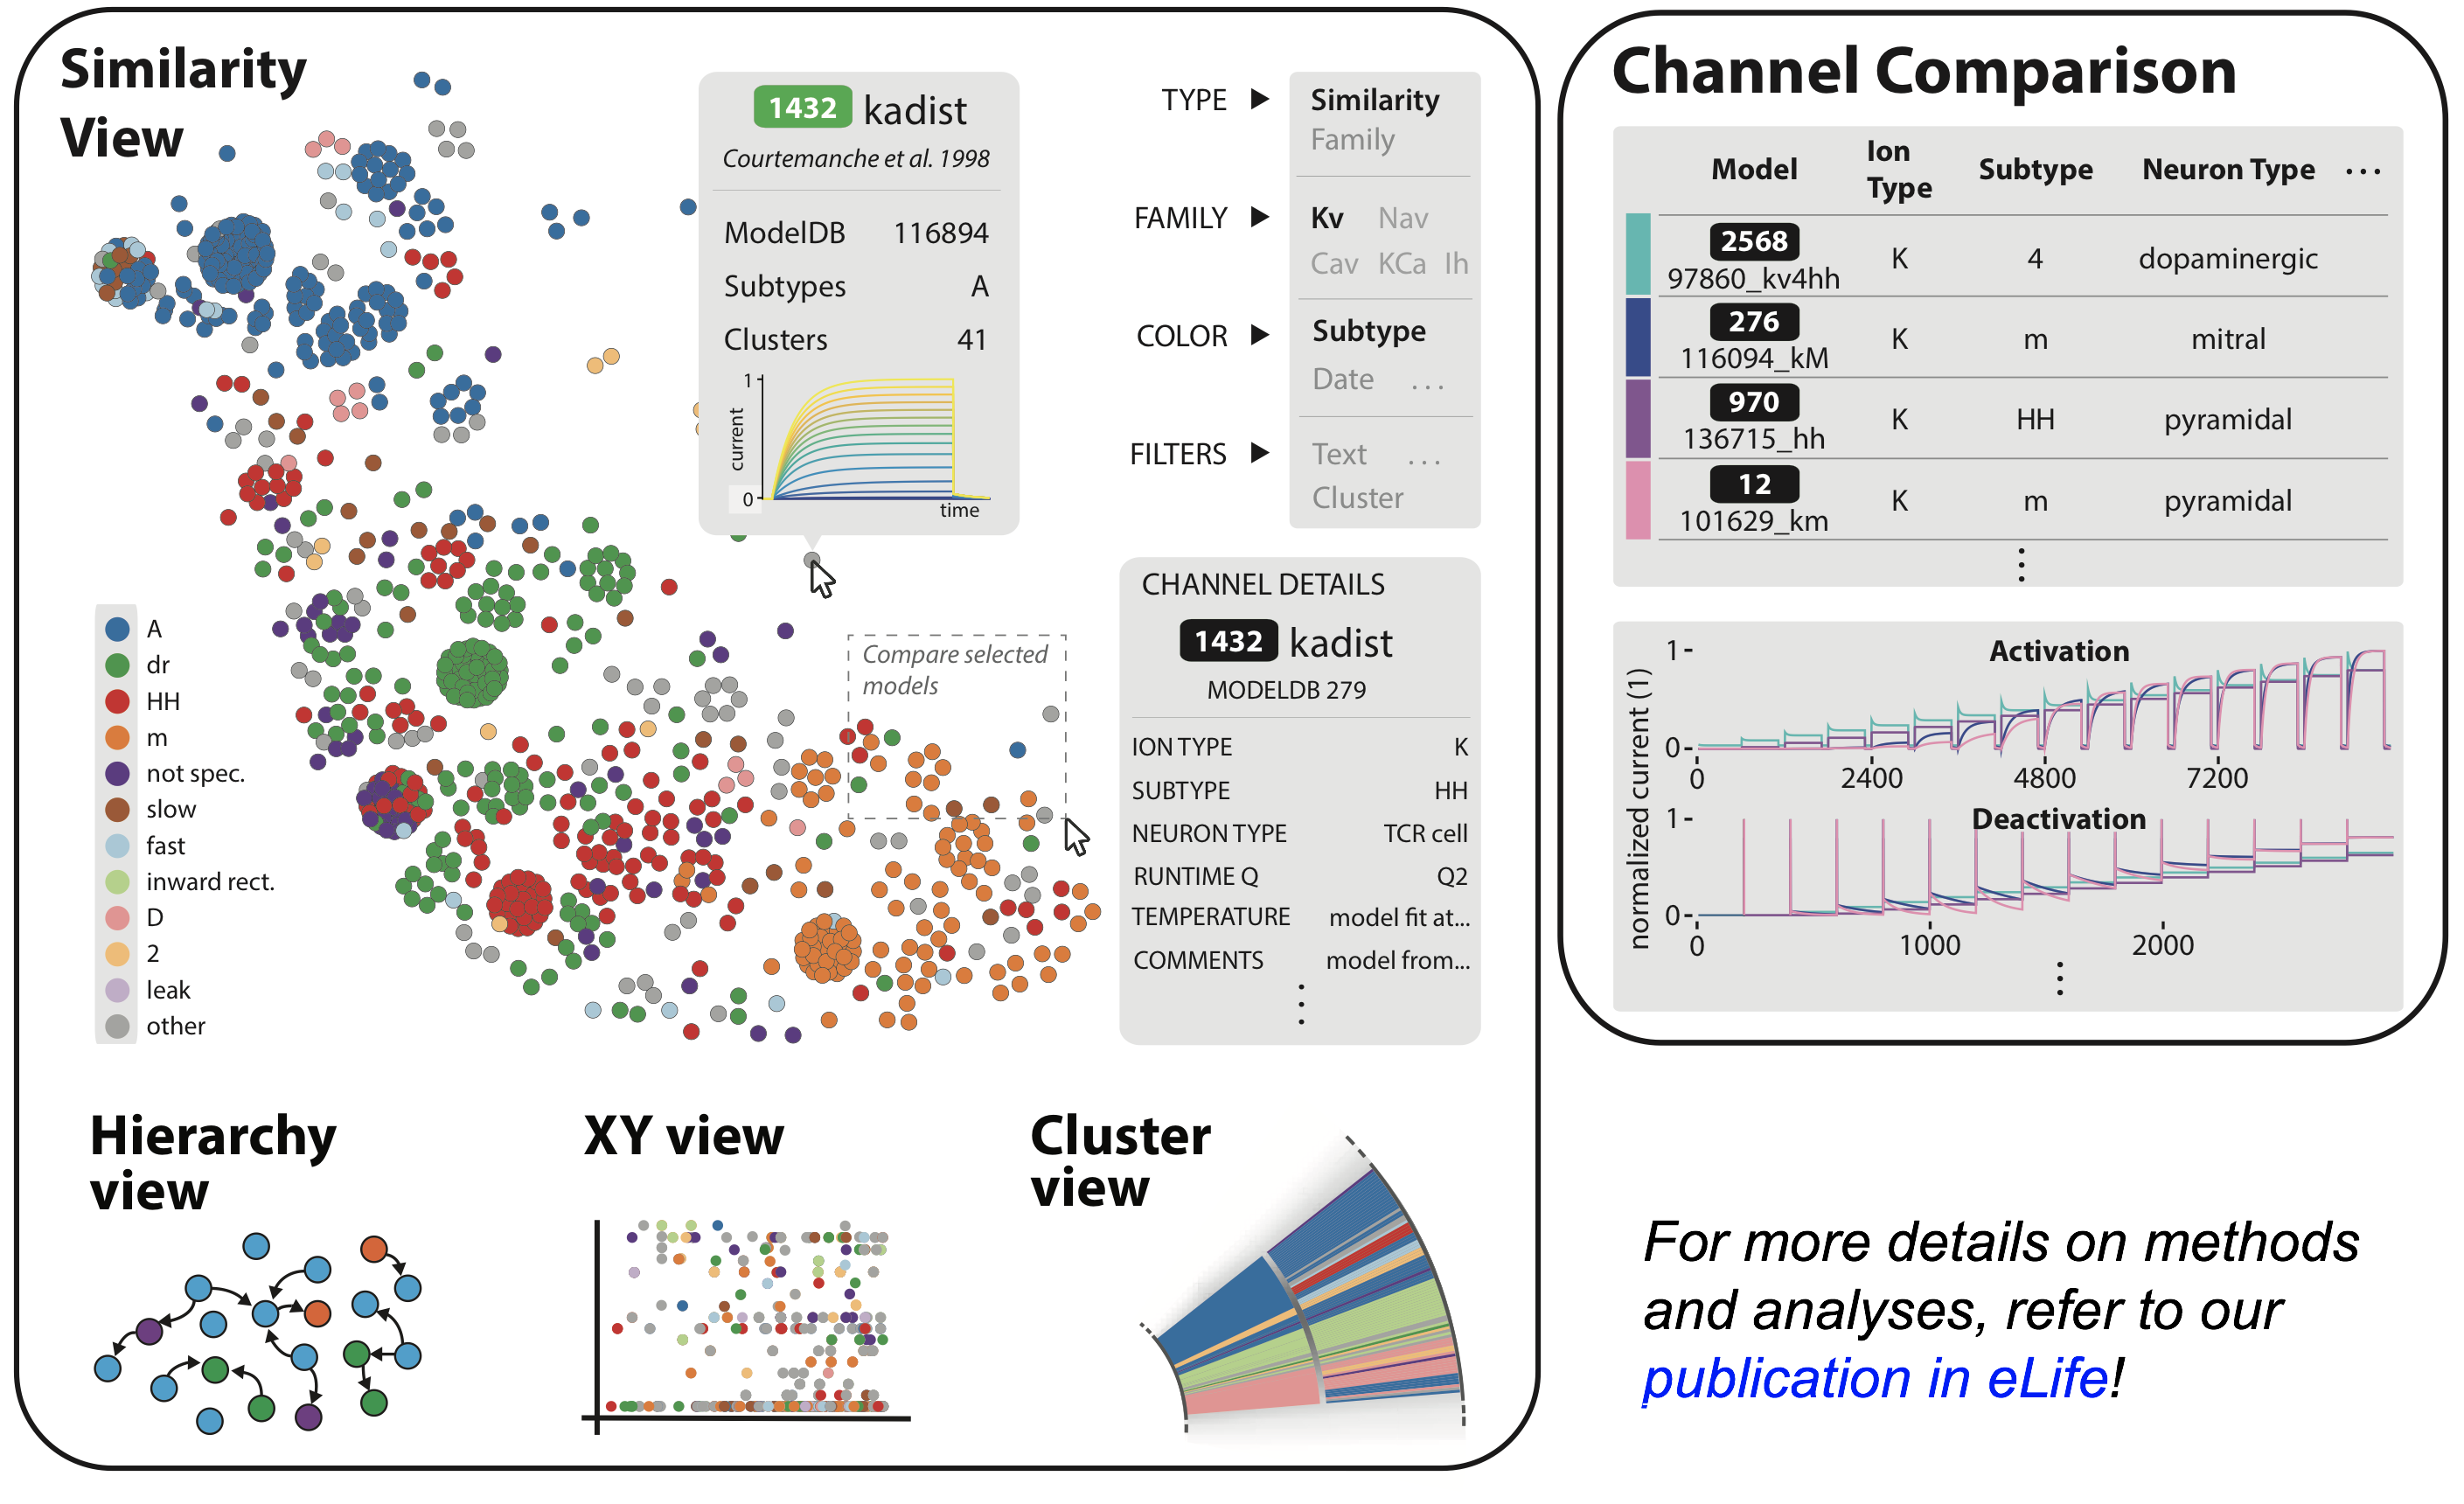 Similarity
View
1432 kadist
Courtemanche et al. 1998
ModelDB 116894
Subtypes A
Clusters 41
1
current
0
time
TYPE ▶ Similarity
Family
FAMILY ▶ Kv Nav
Cav KCa Ih
COLOR ▶ Subtype
Date ...
FILTERS ▶ Text ...
Cluster
A
dr
HH
m
not spec.
slow
fast
inward rect.
D
2
leak
other
Compare selected
models
CHANNEL DETAILS
1432 kadist
MODELDB 279
ION TYPE K
SUBTYPE HH
NEURON TYPE TCR cell
RUNTIME Q Q2
TEMPERATURE model fit at...
COMMENTS model from...
Hierarchy
view
XY view
Cluster
view
Channel Comparison
Model Ion Type Subtype Neuron Type ...
2568
97860_kv4hh K 4 dopaminergic
276
116094_kM K m mitral
970
136715_hh K HH pyramidal
12
101629_km K m pyramidal
normalized current (1)
Activation
1
0
0 2400 4800 7200
Deactivation
1
0
0 1000 2000
For more details on methods
and analyses, refer to our
publication in eLife!